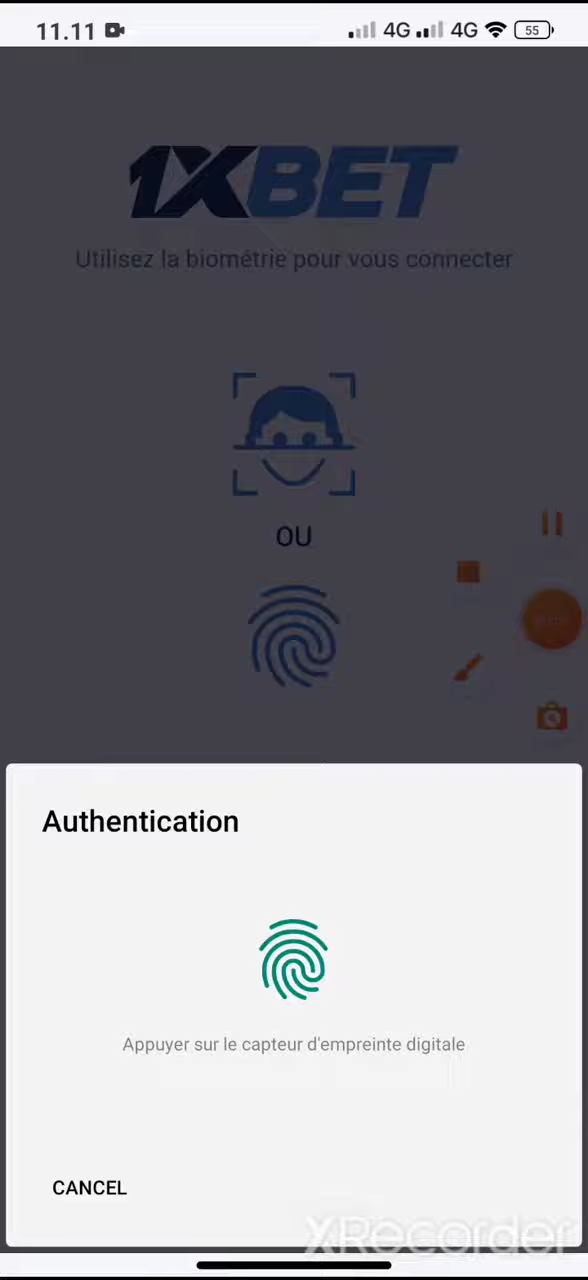 11.11 4G 4G 55
1XBET
Utilisez la biométrie pour vous connecter
OU
Authentication
Appuyer sur le capteur d'empreinte digitale
CANCEL
XRecorder